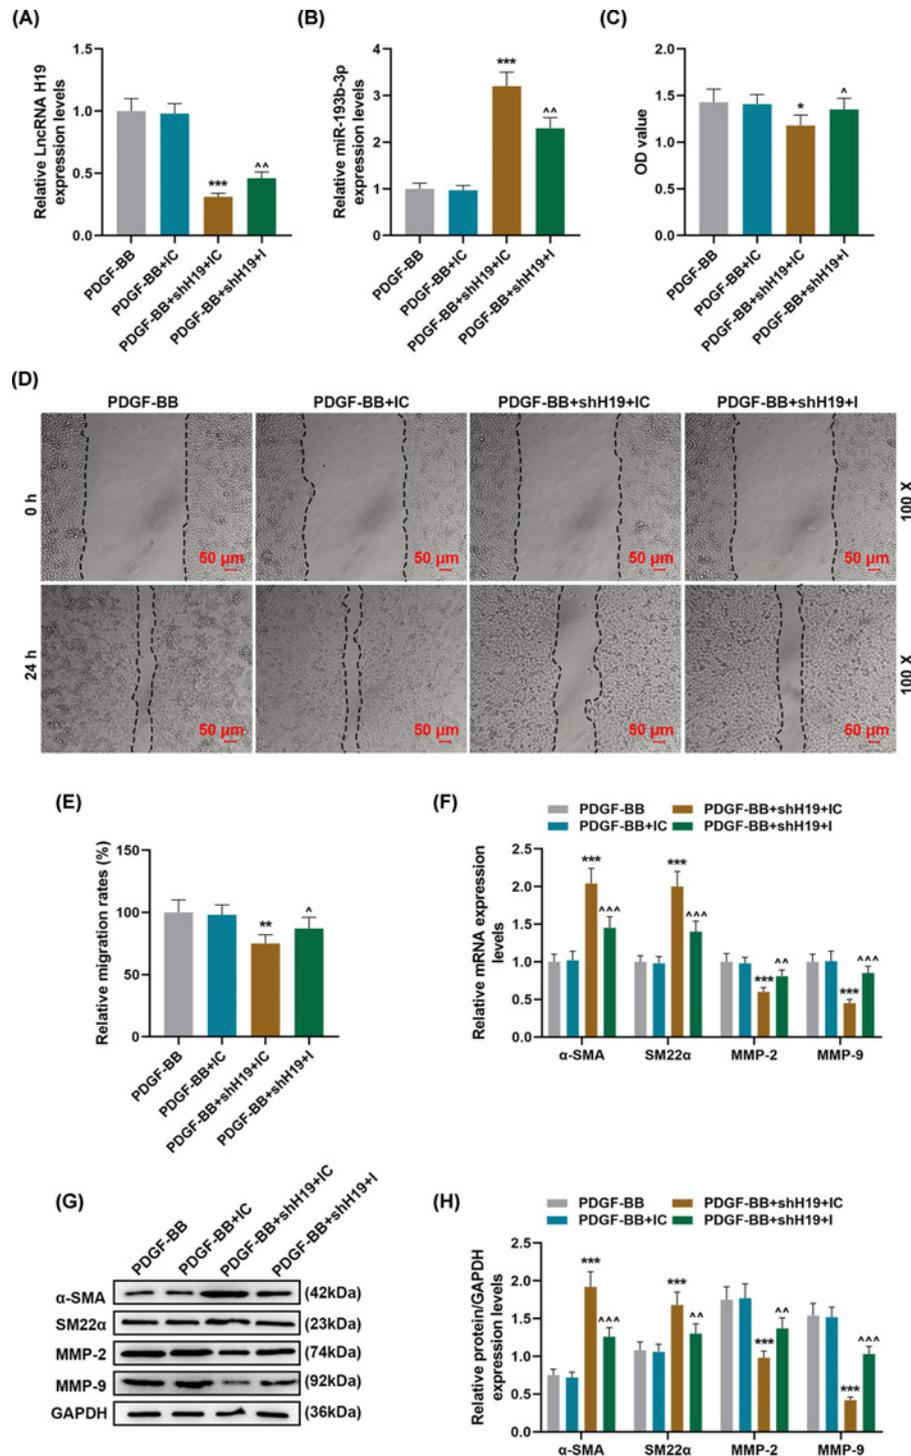 (A)
Relative LncRNA H19
expression levels
1.5
1.0
0.5
0.0
***
^^
PDGF-BB
PDGF-BB+IC
PDGF-BB+shH19+IC
PDGF-BB+shH19+I
(B)
Relative miR-193b-3p
expression levels
4
3
2
1
0
***
^^
PDGF-BB
PDGF-BB+IC
PDGF-BB+shH19+IC
PDGF-BB+shH19+I
(C)
OD value
2.0
1.5
1.0
0.5
0.0
*
^
PDGF-BB
PDGF-BB+IC
PDGF-BB+shH19+IC
PDGF-BB+shH19+I
(D)
PDGF-BB PDGF-BB+IC PDGF-BB+shH19+IC PDGF-BB+shH19+I
0 h
50 μm 50 μm 50 μm 50 μm
100 X
24 h
50 μm 50 μm 50 μm 50 μm
100 X
(E)
Relative migration rates (%)
150
100
50
0
**
^
PDGF-BB
PDGF-BB+IC
PDGF-BB+shH19+IC
PDGF-BB+shH19+I
(F)
PDGF-BB PDGF-BB+shH19+IC
PDGF-BB+IC PDGF-BB+shH19+I
Relative mRNA expression
levels
2.5
2.0
1.5
1.0
0.5
0.0
*** ^^^ *** ^^^ *** ^^ *** ^^^
α-SMA SM22α MMP-2 MMP-9
(G)
PDGF-BB
PDGF-BB+IC
PDGF-BB+shH19+IC
PDGF-BB+shH19+I
α-SMA (42kDa)
SM22α (23kDa)
MMP-2 (74kDa)
MMP-9 (92kDa)
GAPDH (36kDa)
(H)
PDGF-BB PDGF-BB+shH19+IC
PDGF-BB+IC PDGF-BB+shH19+I
Relative protein/GAPDH
expression levels
2.5
2.0
1.5
1.0
0.5
0.0
*** ^^^ *** ^^ *** ^^ *** ^^^
α-SMA SM22α MMP-2 MMP-9